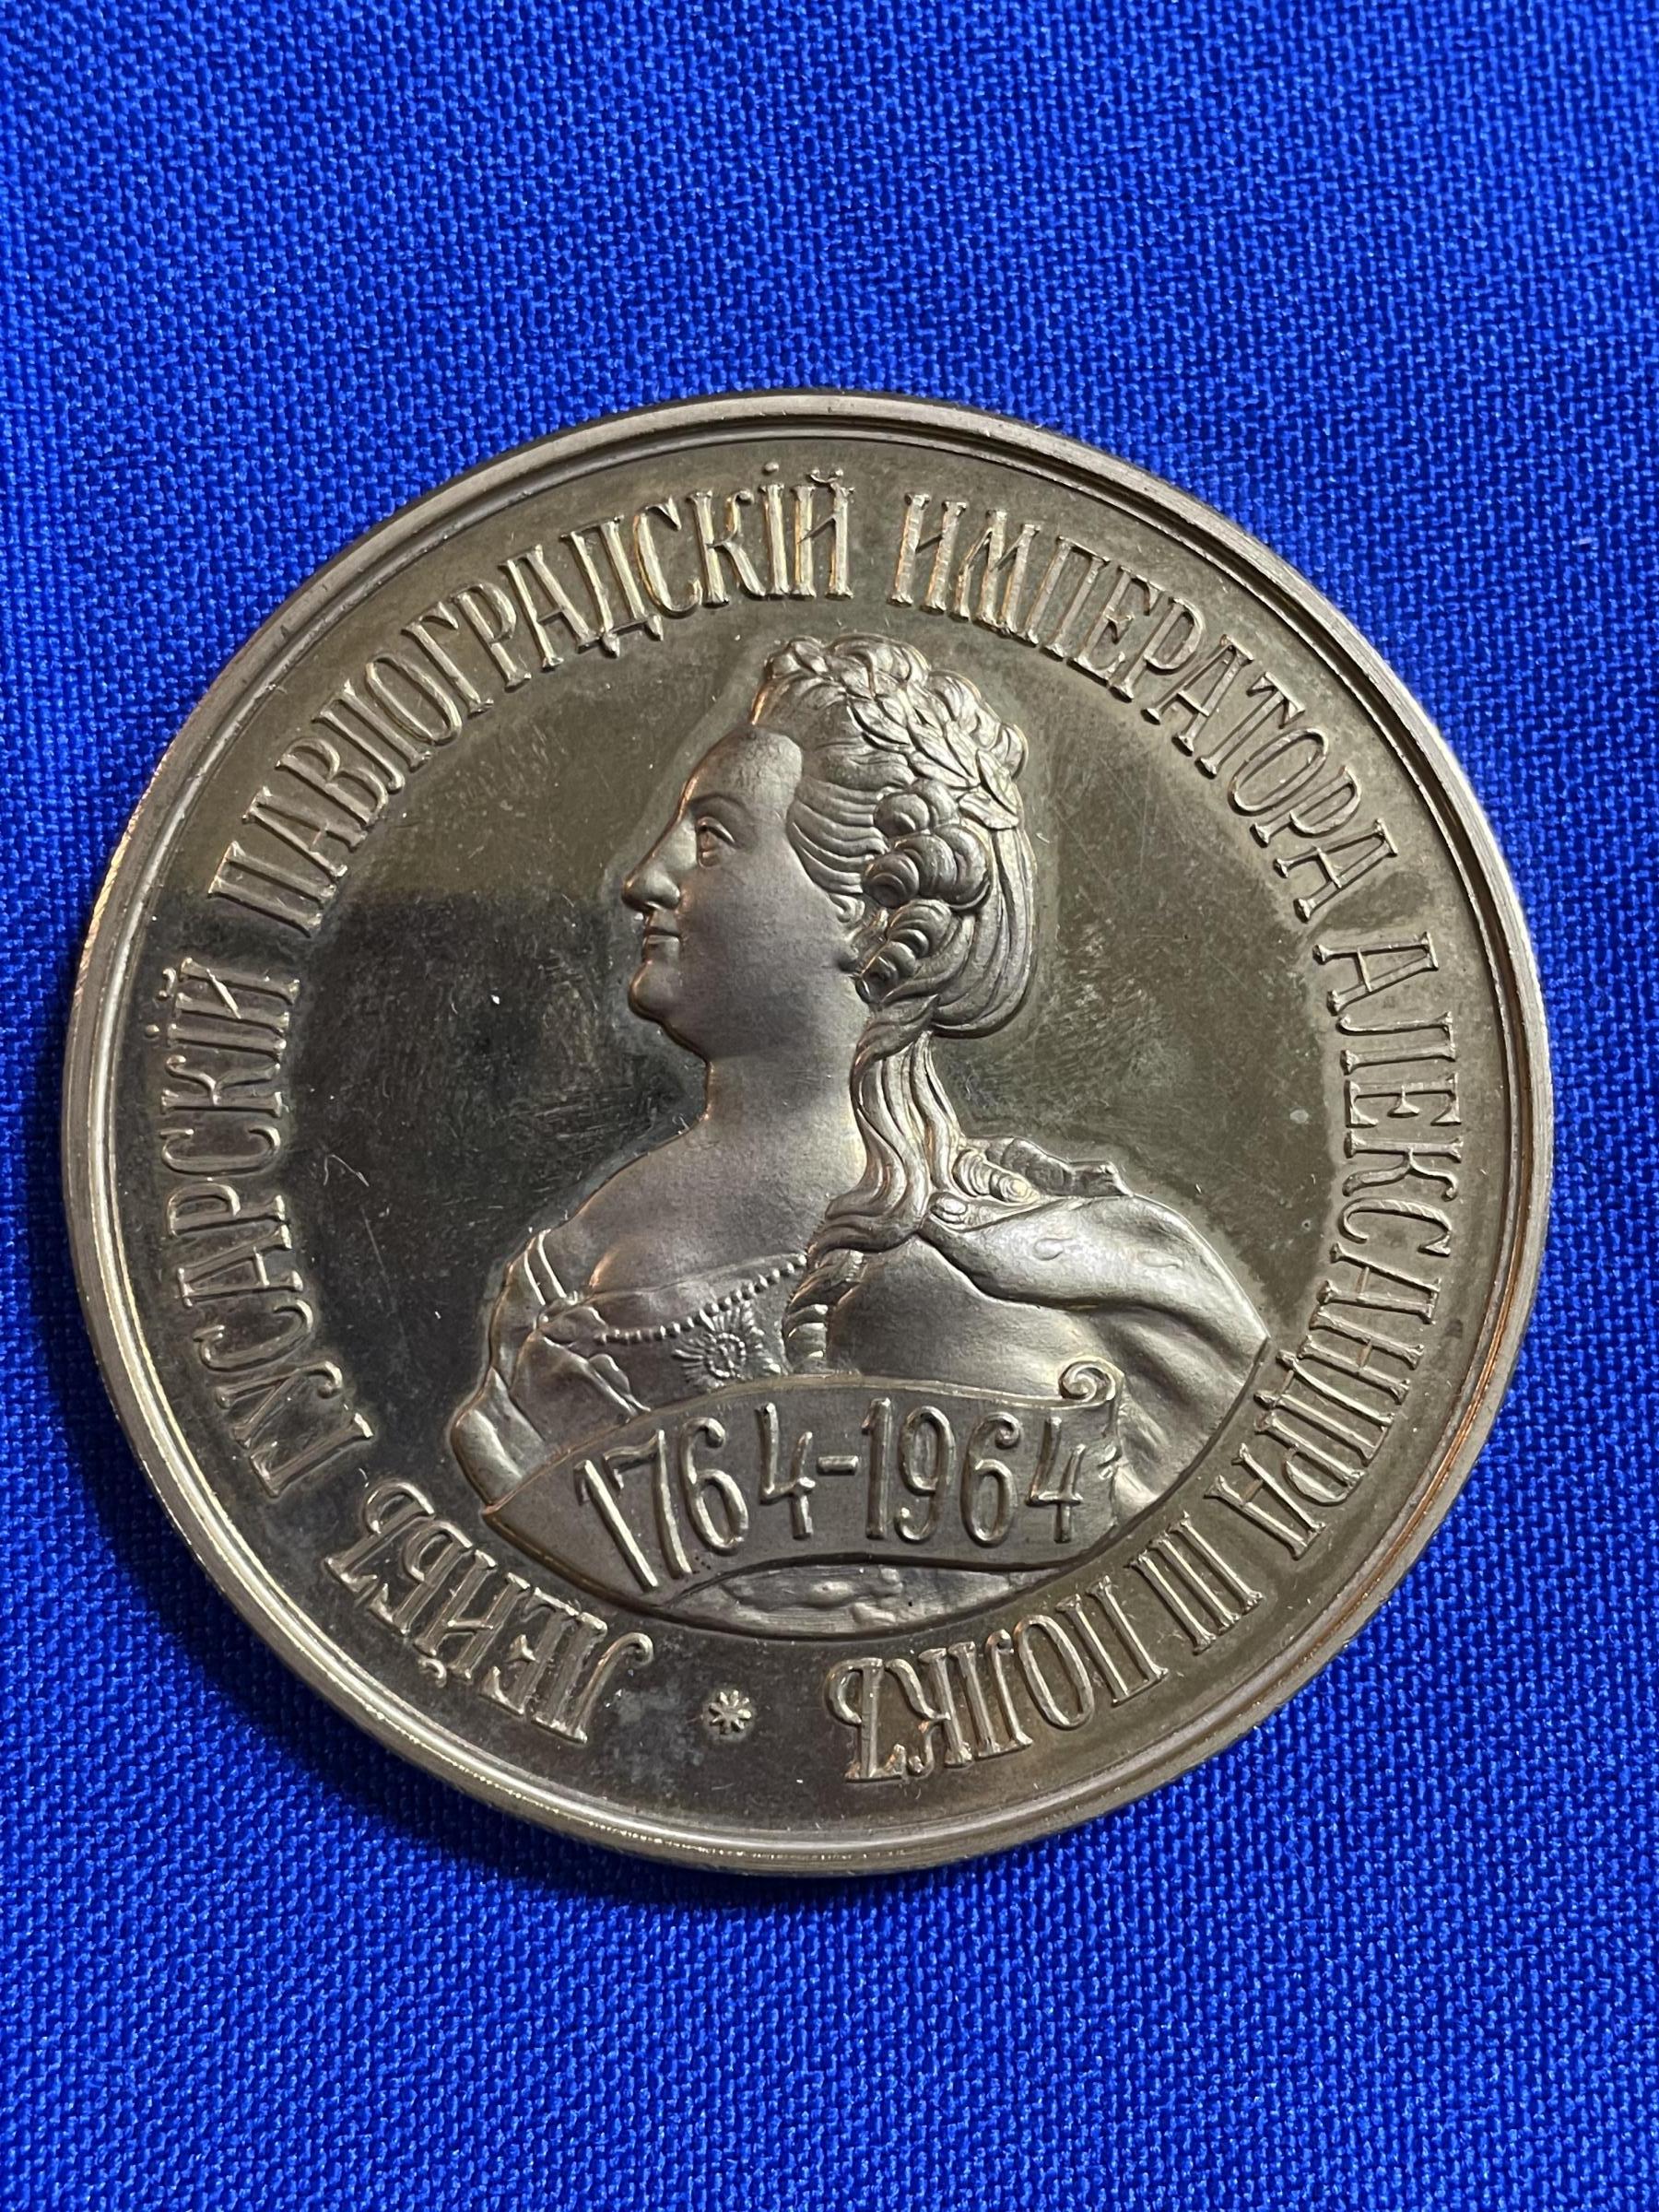 ЛЕЙБЪ ГУСАРСКІЙ ПАВЛОГРАДСКІЙ ИМПЕРАТОРА АЛЕКСАНДРА III ПОЛКЪ *
1764-1964